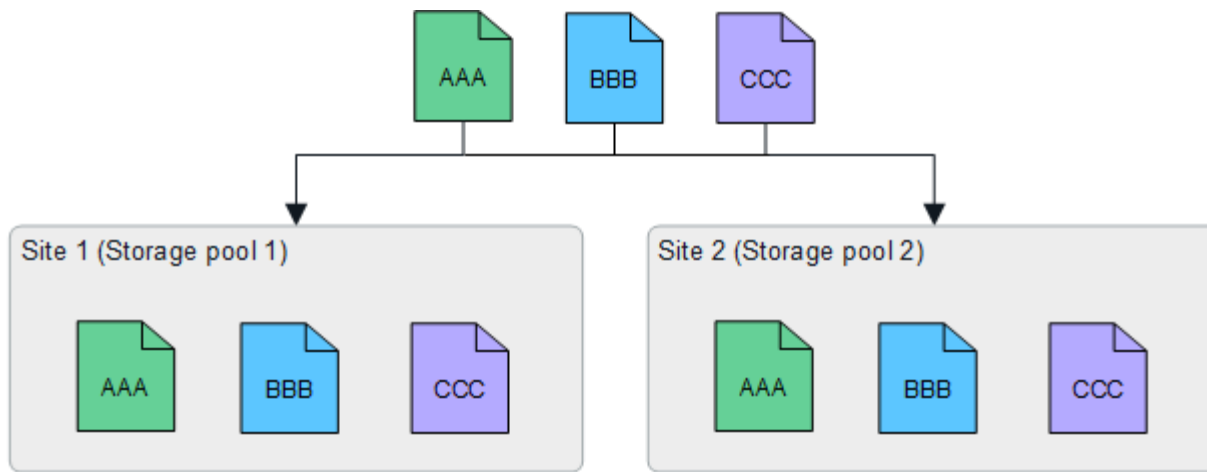 AAA
BBB
CCC
Site 1 (Storage pool 1)
AAA
BBB
CCC
Site 2 (Storage pool 2)
AAA
BBB
CCC